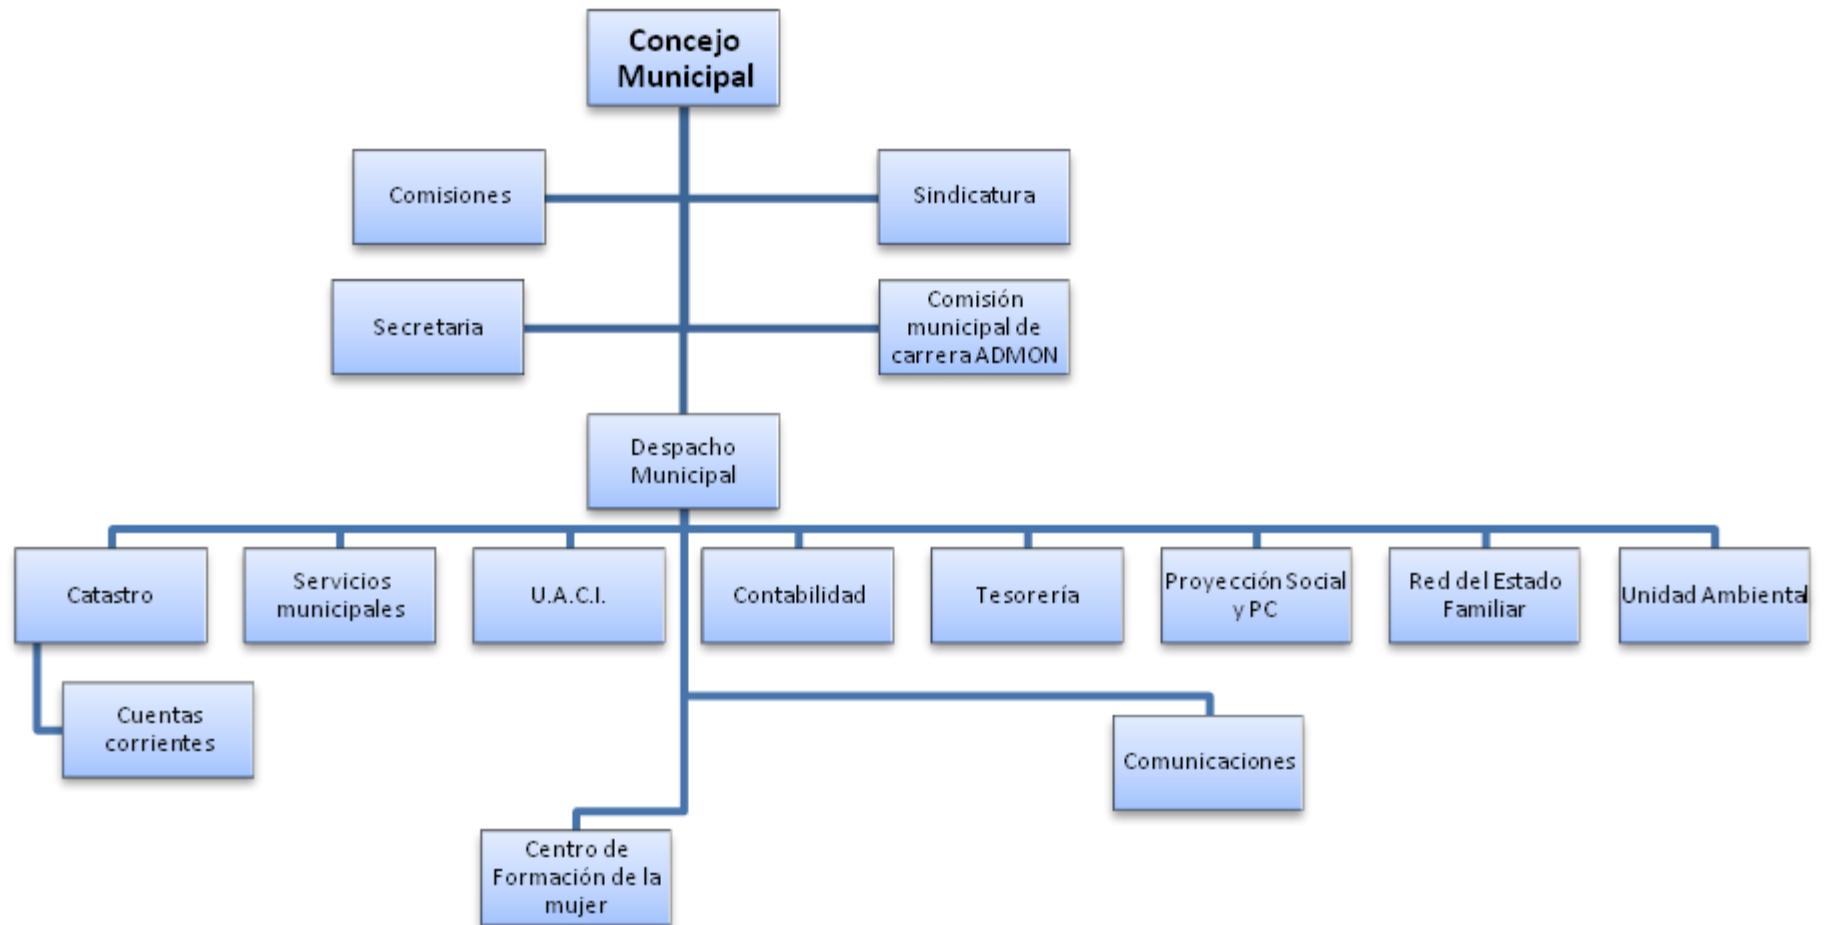 Concejo
Municipal
Comisiones
Sindicatura
Secretaria
Comisión
municipal de
carrera ADMON
Despacho
Municipal
Catastro
Servicios
municipales
U.A.C.I.
Contabilidad
Tesorería
Proyección Social
y PC
Red del Estado
Familiar
Unidad Ambiental
Cuentas
corrientes
Comunicaciones
Centro de
Formación de la
mujer